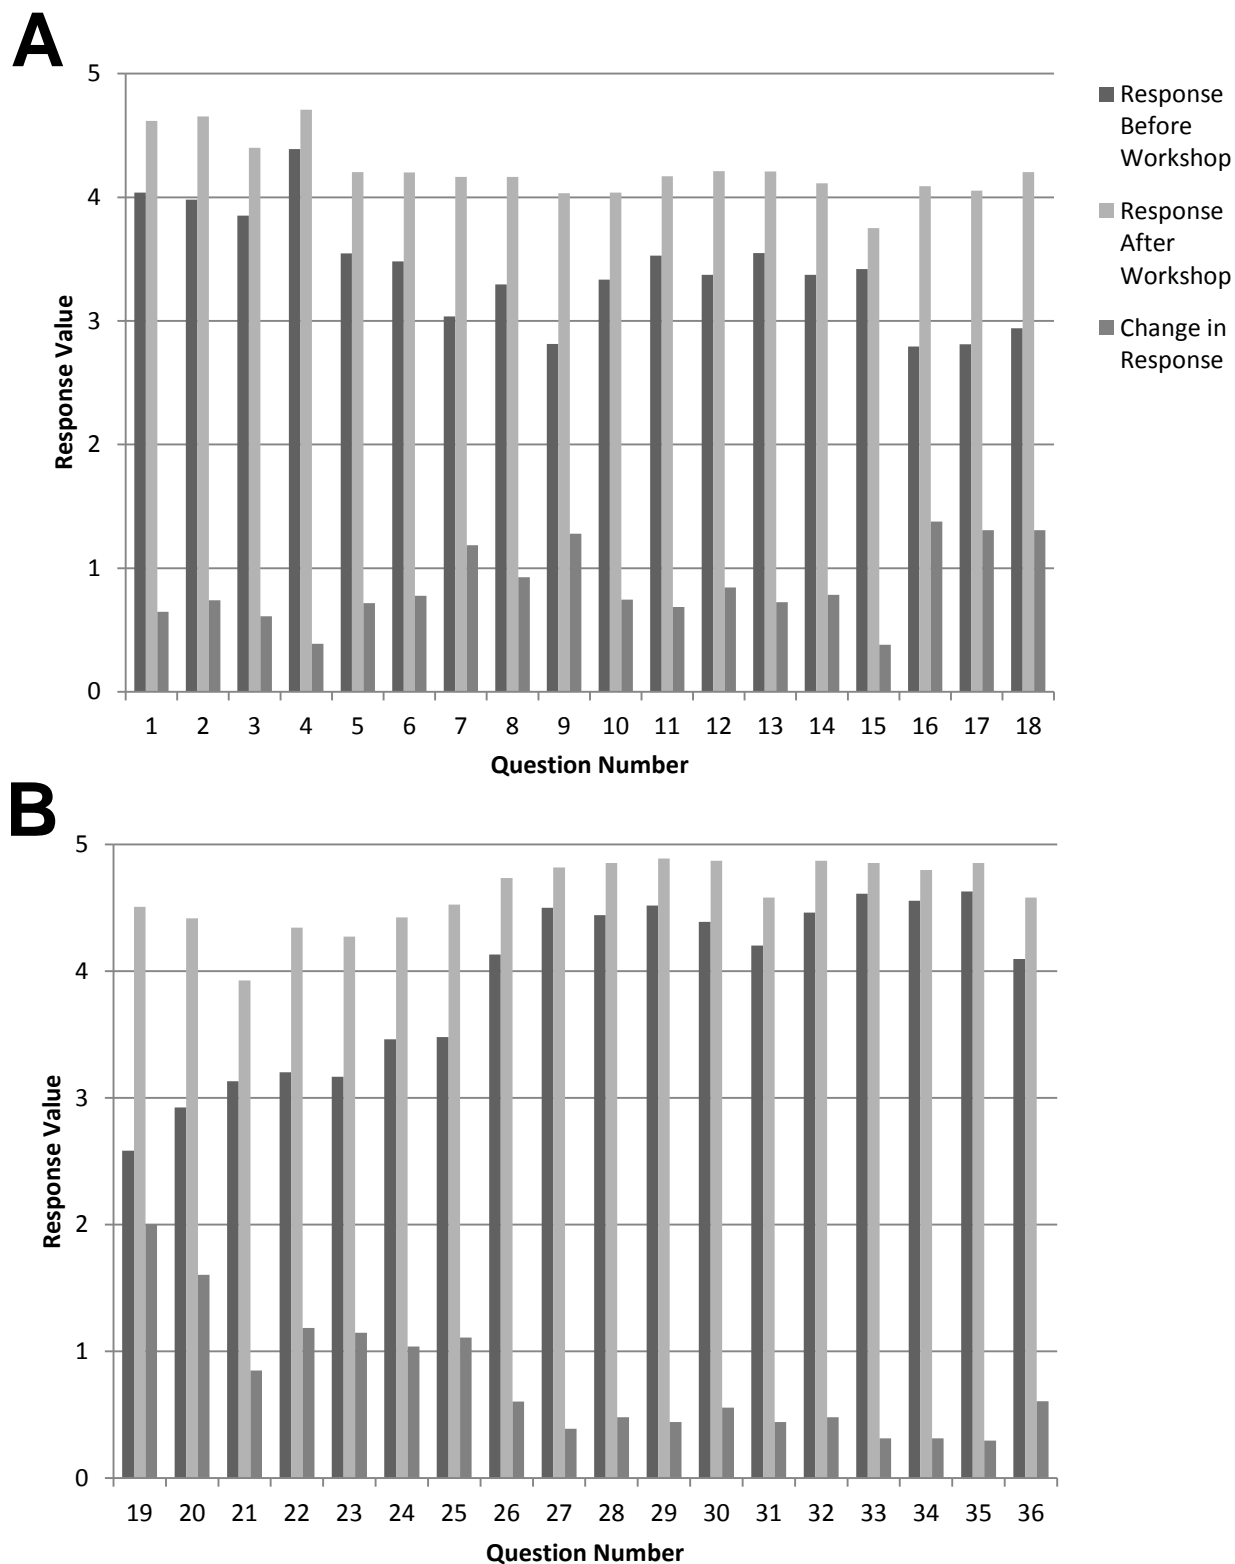 A
5
4
3
2
1
0
Response Value
1 2 3 4 5 6 7 8 9 10 11 12 13 14 15 16 17 18
Question Number
Response
Before
Workshop
Response
After
Workshop
Change in
Response
B
5
4
3
2
1
0
Response Value
19 20 21 22 23 24 25 26 27 28 29 30 31 32 33 34 35 36
Question Number